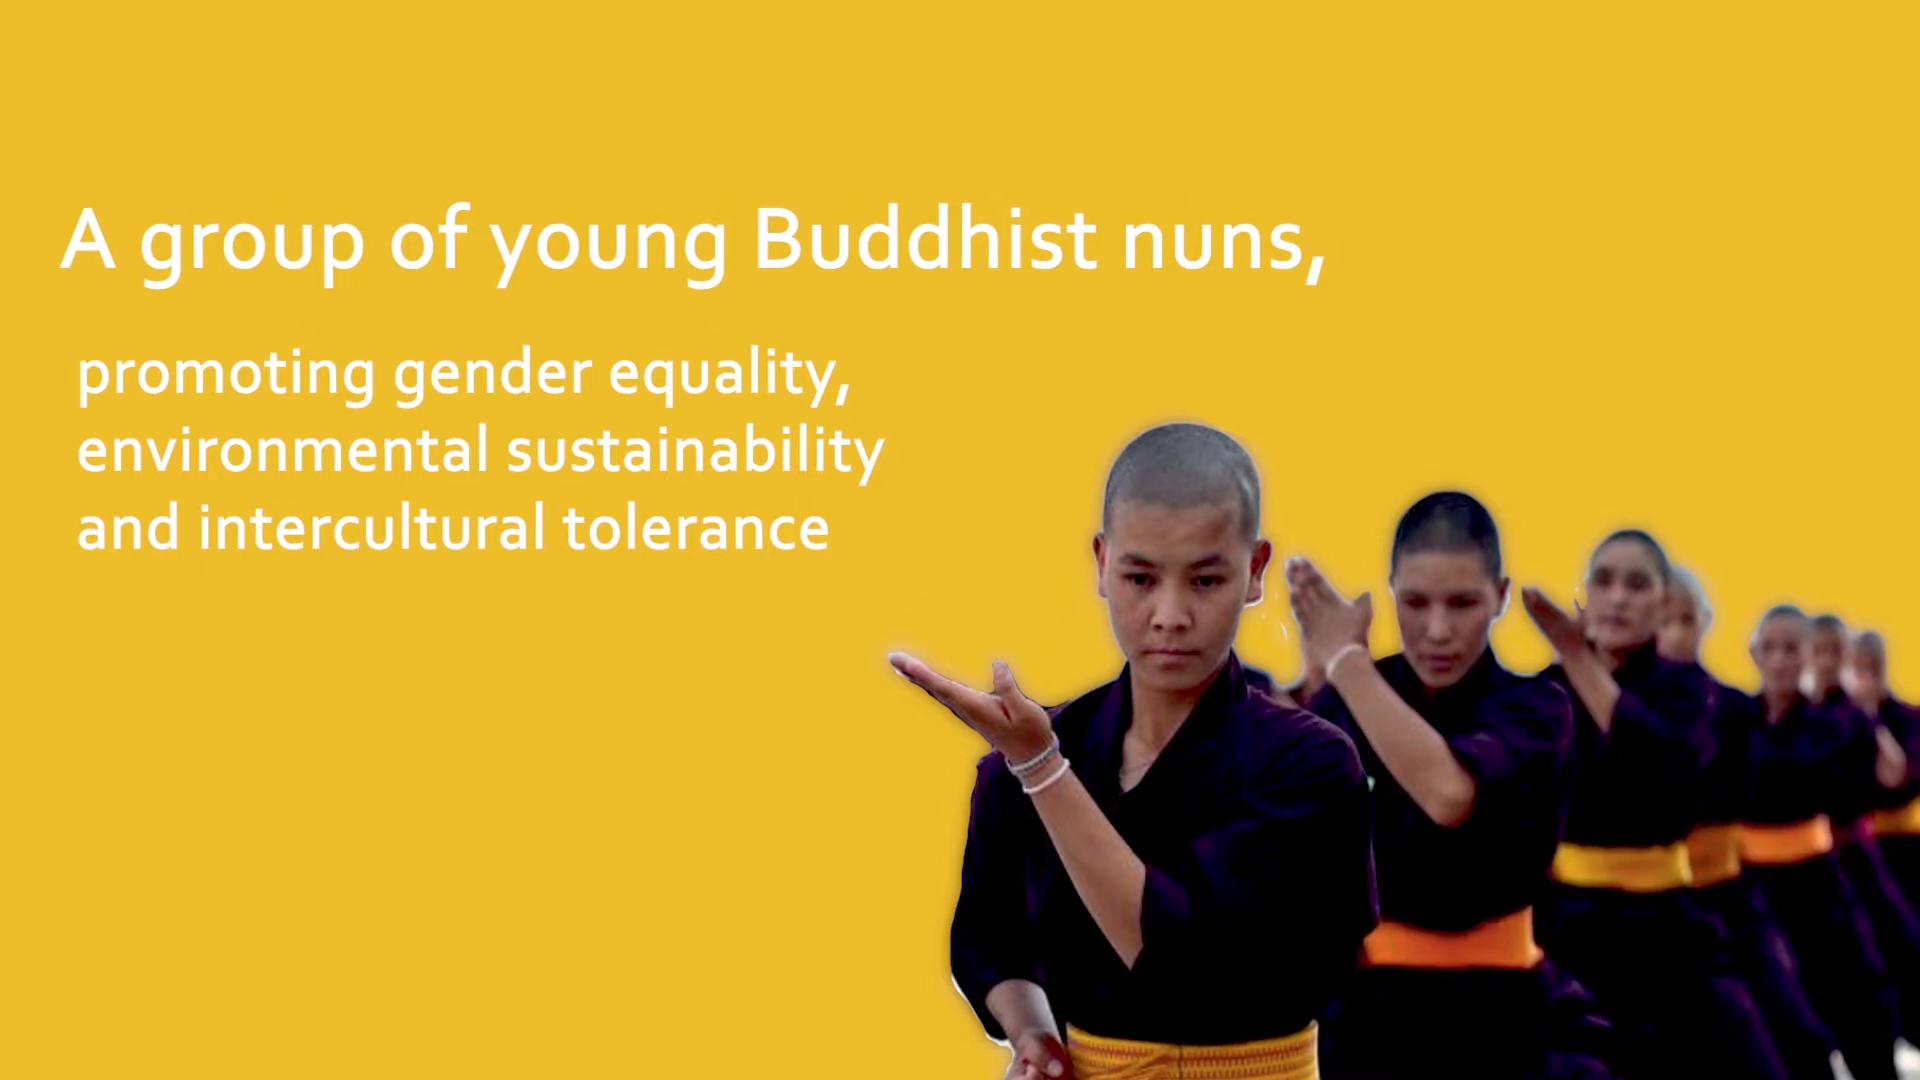 A group of young Buddhist nuns,
promoting gender equality,
environmental sustainability
and intercultural tolerance